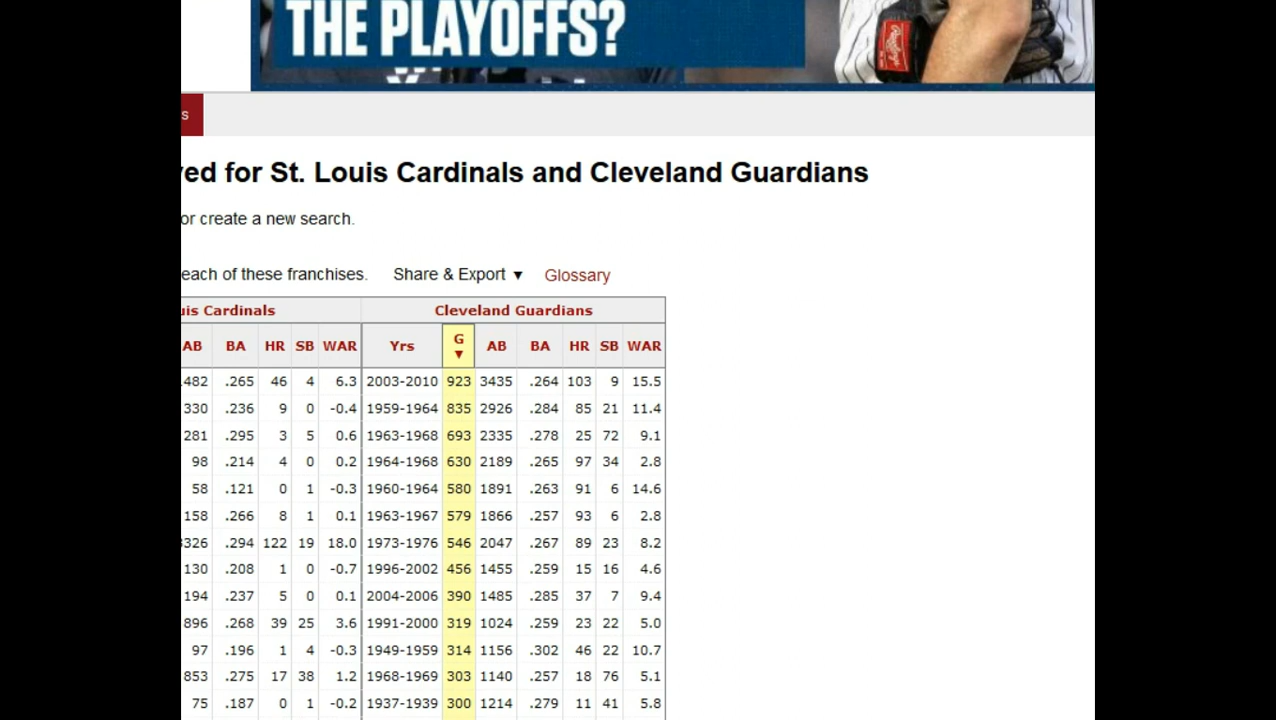 THE PLAYOFFS?
Rawlings
s
ed for St. Louis Cardinals and Cleveland Guardians
or create a new search.
each of these franchises. Share & Export ▼ Glossary
uis Cardinals Cleveland Guardians
AB BA HR SB WAR Yrs G ▼ AB BA HR SB WAR
482 .265 46 4 6.3 2003-2010 923 3435 .264 103 9 15.5
330 .236 9 0 -0.4 1959-1964 835 2926 .284 85 21 11.4
281 .295 3 5 0.6 1963-1968 693 2335 .278 25 72 9.1
98 .214 4 0 0.2 1964-1968 630 2189 .265 97 34 2.8
58 .121 0 1 -0.3 1960-1964 580 1891 .263 91 6 14.6
158 .266 8 1 0.1 1963-1967 579 1866 .257 93 6 2.8
3326 .294 122 19 18.0 1973-1976 546 2047 .267 89 23 8.2
130 .208 1 0 -0.7 1996-2002 456 1455 .259 15 16 4.6
194 .237 5 0 0.1 2004-2006 390 1485 .285 37 7 9.4
896 .268 39 25 3.6 1991-2000 319 1024 .259 23 22 5.0
97 .196 1 4 -0.3 1949-1959 314 1156 .302 46 22 10.7
853 .275 17 38 1.2 1968-1969 303 1140 .257 18 76 5.1
75 .187 0 1 -0.2 1937-1939 300 1214 .279 11 41 5.8